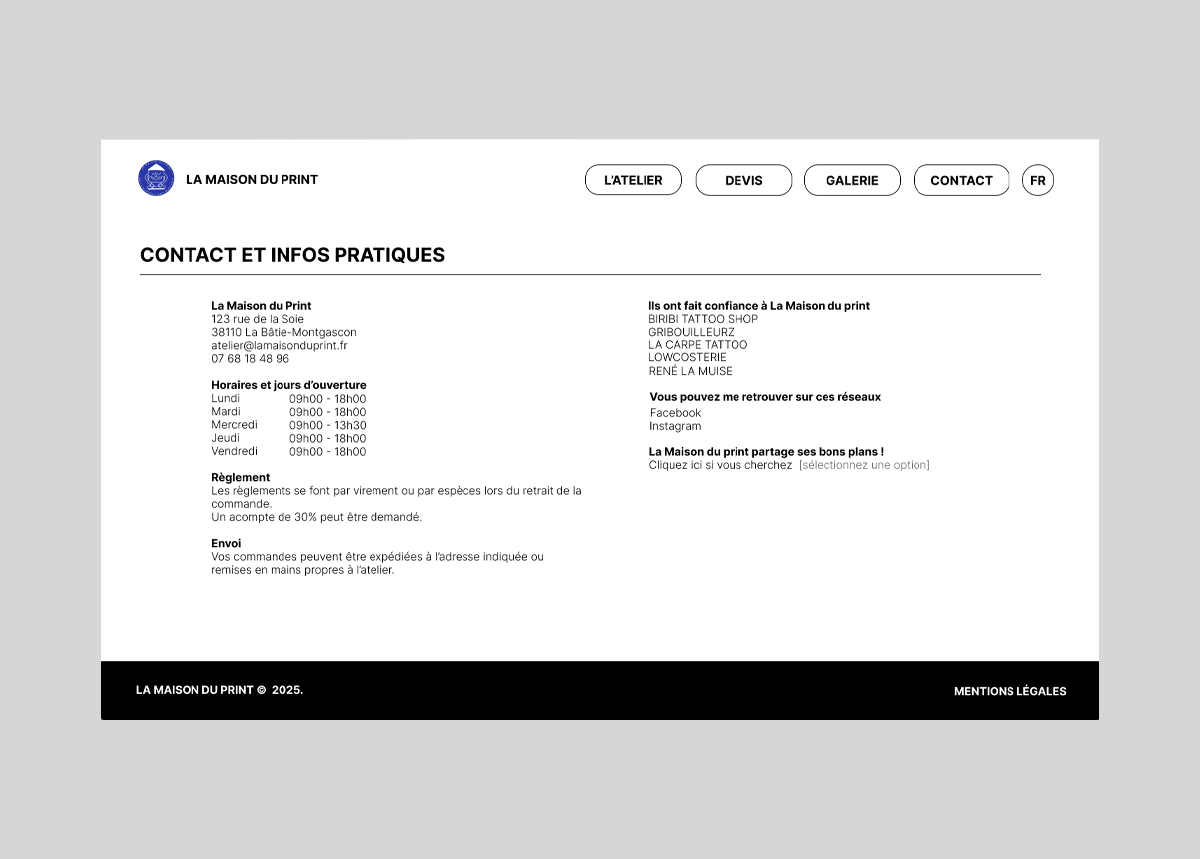 LA MAISON DU PRINT
L'ATELIER
DEVIS
GALERIE
CONTACT
FR
CONTACT ET INFOS PRATIQUES
La Maison du Print
123 rue de la Soie
38110 La Bâtie-Montgascon
atelier@lamaisonduprint.fr
07 68 18 48 96
Horaires et jours d'ouverture
Lundi 09h00 - 18h00
Mardi 09h00 - 18h00
Mercredi 09h00 - 13h30
Jeudi 09h00 - 18h00
Vendredi 09h00 - 18h00
Règlement
Les règlements se font par virement ou par espèces lors du retrait de la
commande.
Un acompte de 30% peut être demandé.
Envoi
Vos commandes peuvent être expédiées à l'adresse indiquée ou
remises en mains propres à l'atelier.
Ils ont fait confiance à La Maison du print
BIRIBI TATTOO SHOP
GRIBOUILLEURZ
LA CARPE TATTOO
LOWCOSTERIE
RENÉ LA MUISE
Vous pouvez me retrouver sur ces réseaux
Facebook
Instagram
La Maison du print partage ses bons plans !
Cliquez ici si vous cherchez [sélectionnez une option]
LA MAISON DU PRINT © 2025.
MENTIONS LÉGALES